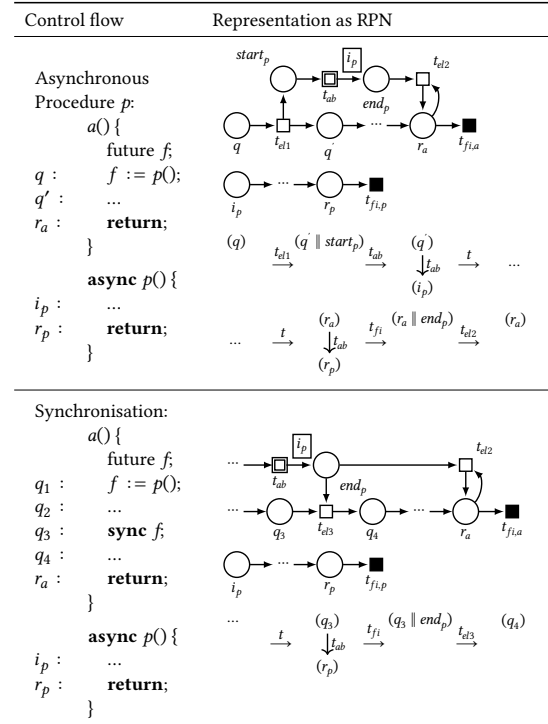 Control flow Representation as RPN
Asynchronous
Procedure p:
a() {
future f;
q : f := p();
q′ : ...
r_a : return;
}
async p() {
i_p : ...
r_p : return;
}
start_p i_p t_el2
t_ab end_p
...
q t_el1 q' r_a t_fi,a
...
i_p r_p t_fi,p
(q) (q' ∥ start_p) (q')
t_el1 t_ab t_ab t ...
(i_p)
(r_a) (r_a ∥ end_p) (r_a)
... t t_ab t_fi t_el2
(r_p)
Synchronisation:
a() {
future f;
q_1 : f := p();
q_2 : ...
q_3 : sync f;
q_4 : ...
r_a : return;
}
async p() {
i_p : ...
r_p : return;
}
i_p t_el2
...
t_ab end_p
... ...
q_3 t_el3 q_4 r_a t_fi,a
...
i_p r_p t_fi,p
... (q_3) (q_3 ∥ end_p) (q_4)
t t_ab t_fi t_el3
(r_p)